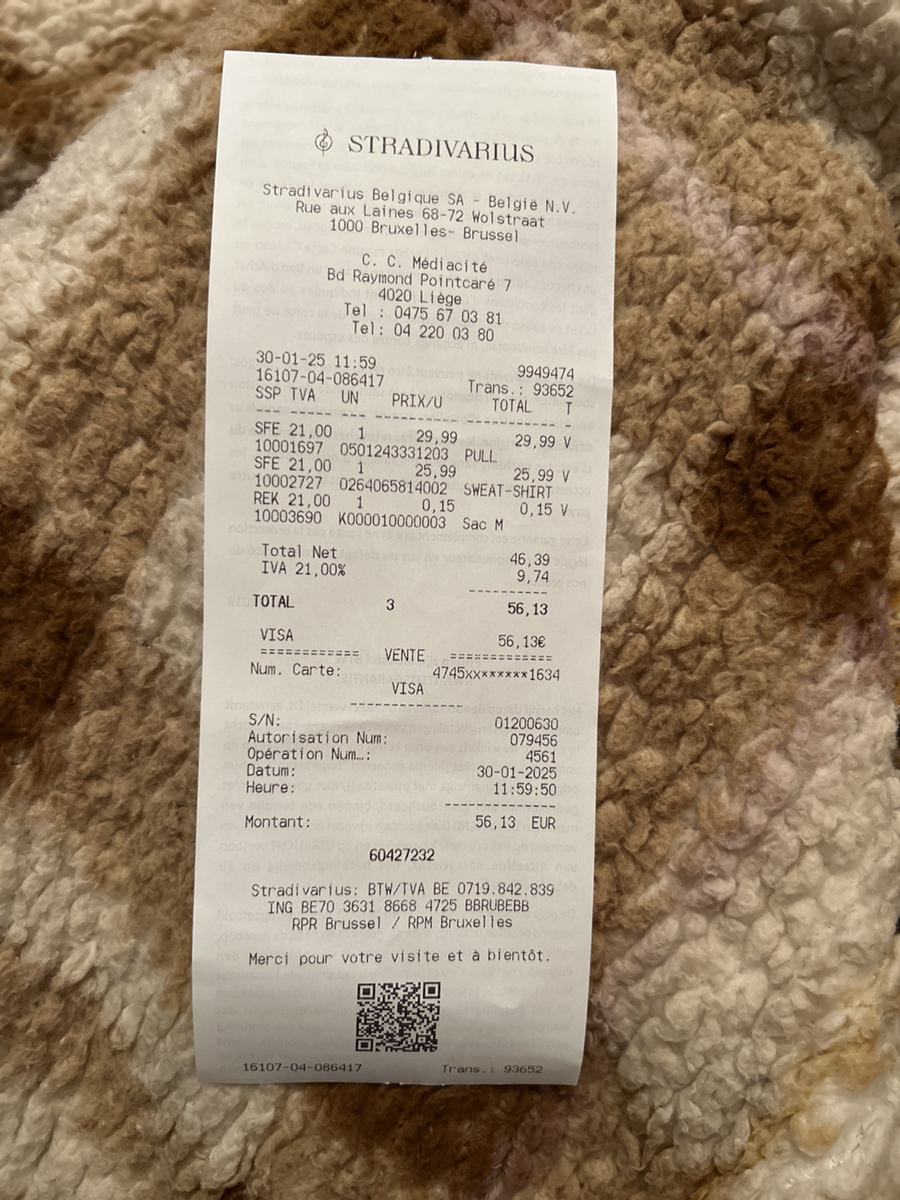 STRADIVARIUS
Stradivarius Belgique SA - België N.V.
Rue aux Laines 68-72 Wolstraat
1000 Bruxelles- Brussel
C. C. Médiacité
Bd Raymond Pointcaré 7
4020 Liège
Tel : 0475 67 03 81
Tel: 04 220 03 80
30-01-25 11:59 9949474
16107-04-086417 Trans.: 93652
SSP TVA UN PRIX/U TOTAL T
SFE 21,00 1 29,99 29,99 V
10001697 0501243331203 PULL
SFE 21,00 1 25,99 25,99 V
10002727 0264065814002 SWEAT-SHIRT
REK 21,00 1 0,15 0,15 V
10003690 K000010000003 Sac M
Total Net 46,39
IVA 21,00% 9,74
TOTAL 3 56,13
VISA 56,13€
============ VENTE ============
Num. Carte: 4745xx******1634
VISA
S/N: 01200630
Autorisation Num: 079456
Opération Num…: 4561
Datum: 30-01-2025
Heure: 11:59:50
Montant: 56,13 EUR
60427232
Stradivarius: BTW/TVA BE 0719.842.839
ING BE70 3631 8668 4725 BBRUBEBB
RPR Brussel / RPM Bruxelles
Merci pour votre visite et à bientôt.
16107-04-086417 Trans.: 93652